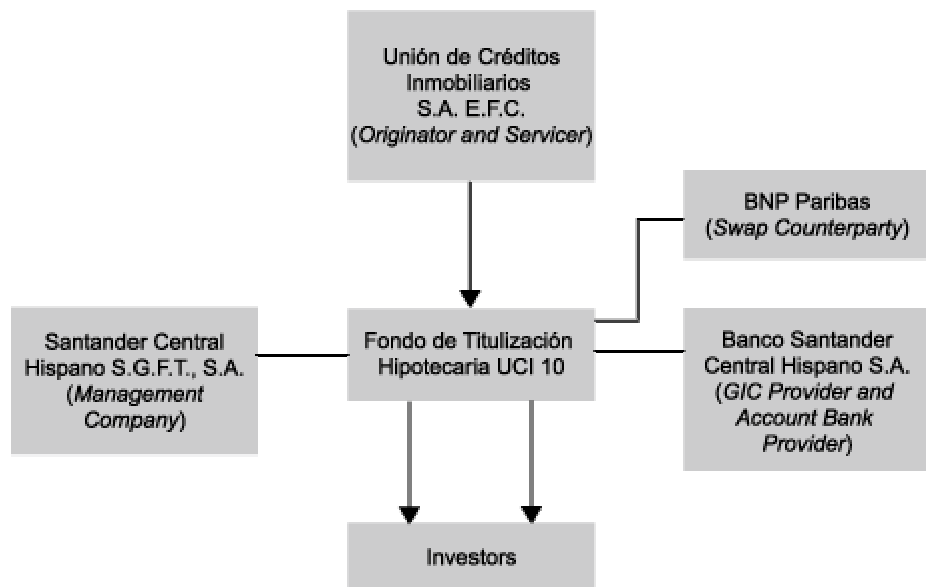 Unión de Créditos
Inmobiliarios
S.A. E.F.C.
(Originator and Servicer)
BNP Paribas
(Swap Counterparty)
Santander Central
Hispano S.G.F.T., S.A.
(Management
Company)
Fondo de Titulización
Hipotecaria UCI 10
Banco Santander
Central Hispano S.A.
(GIC Provider and
Account Bank
Provider)
Investors